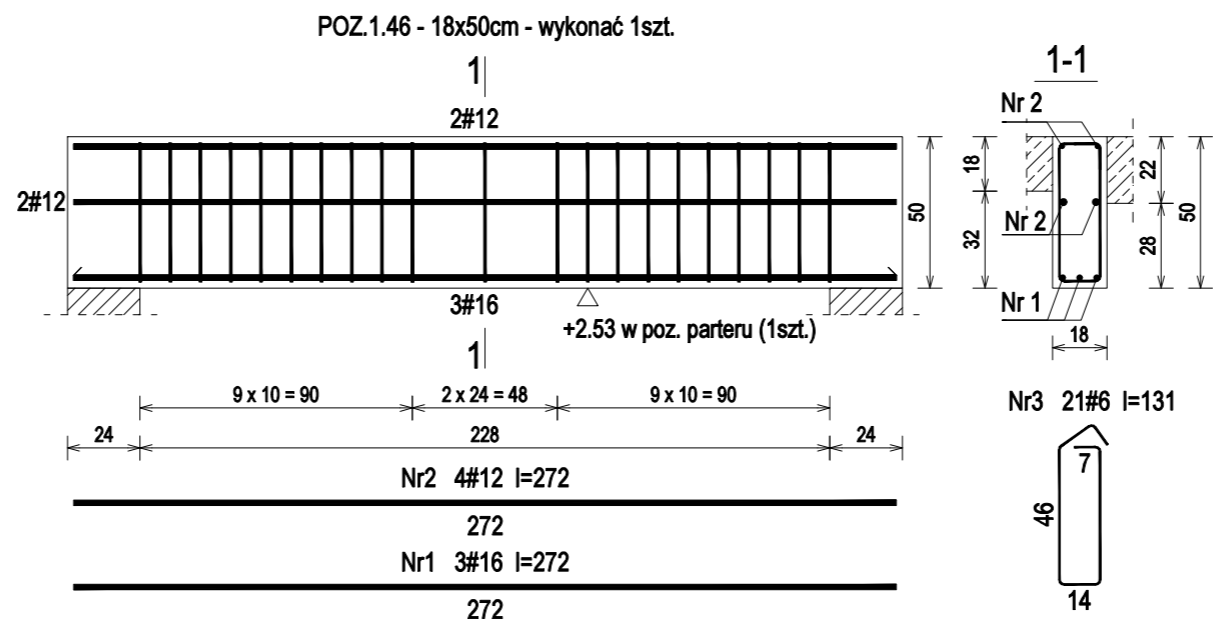 POZ.1.46 - 18x50cm - wykonać 1szt.
1
1-1
2#12
Nr 2
2#12
50
18
32
22
28
50
Nr 2
3#16
+2.53 w poz. parteru (1szt.)
Nr 1
18
1
9 x 10 = 90
2 x 24 = 48
9 x 10 = 90
24
228
24
Nr3 21#6 l=131
7
46
14
Nr2 4#12 l=272
272
Nr1 3#16 l=272
272